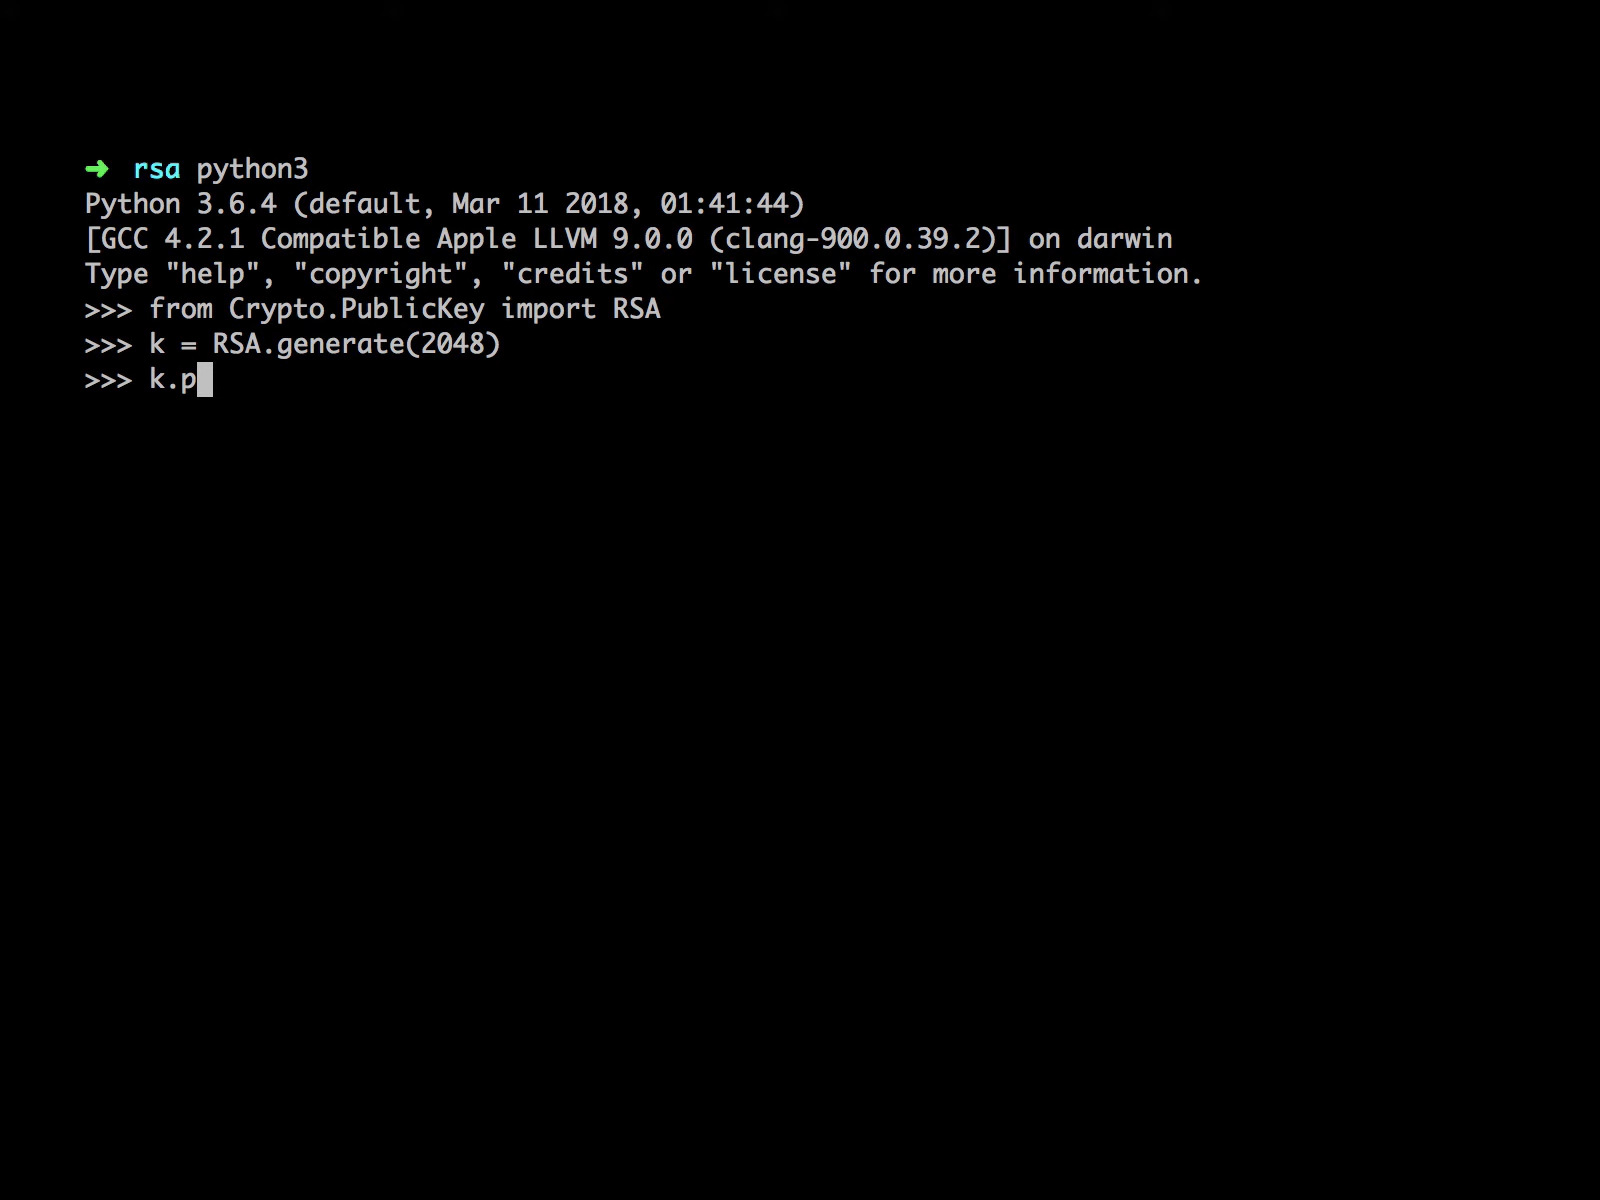 ➜ rsa python3
Python 3.6.4 (default, Mar 11 2018, 01:41:44)
[GCC 4.2.1 Compatible Apple LLVM 9.0.0 (clang-900.0.39.2)] on darwin
Type "help", "copyright", "credits" or "license" for more information.
>>> from Crypto.PublicKey import RSA
>>> k = RSA.generate(2048)
>>> k.p